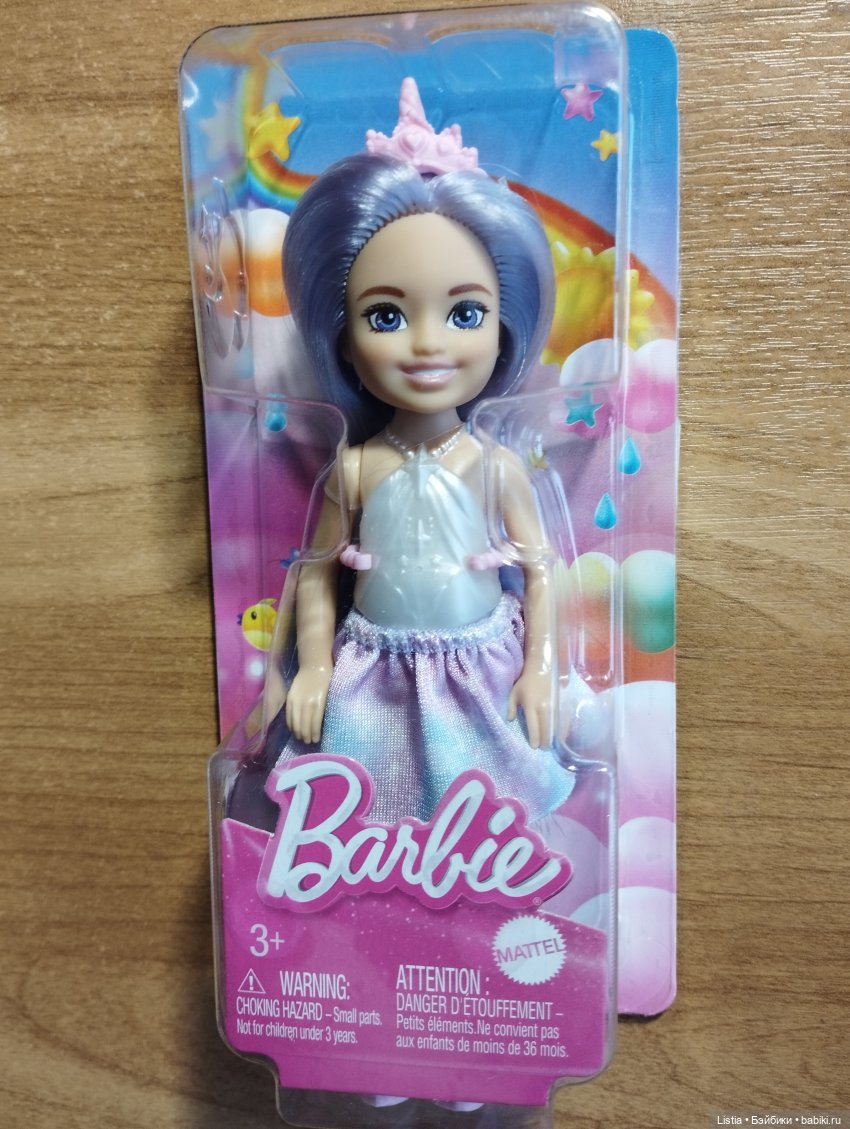 Barbie
3+
MATTEL
WARNING:
CHOKING HAZARD – Small parts.
Not for children under 3 years.
ATTENTION :
DANGER D'ETOUFFEMENT –
Petits éléments.Ne convient pas
aux enfants de moins de 36 mois.
Listia • Бэйбики • babiki.ru